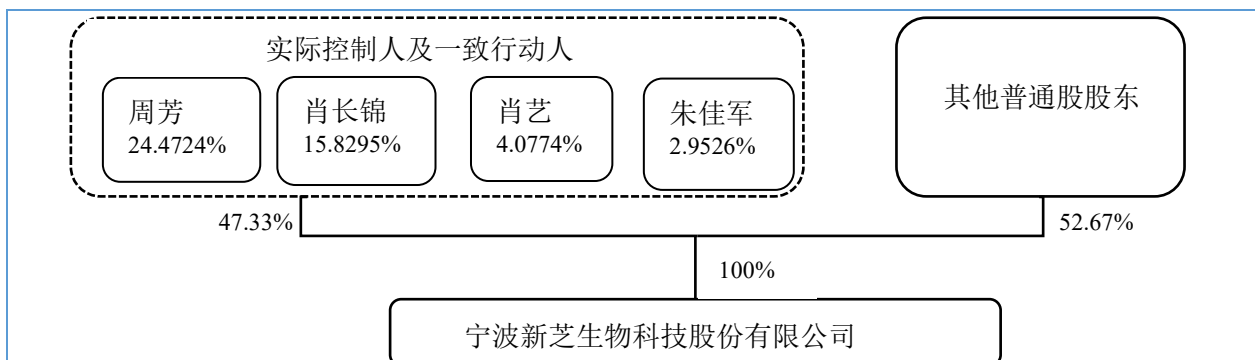 实际控制人及一致行动人
周芳
24.4724%
肖长锦
15.8295%
肖艺
4.0774%
朱佳军
2.9526%
其他普通股股东
47.33%
52.67%
100%
宁波新芝生物科技股份有限公司